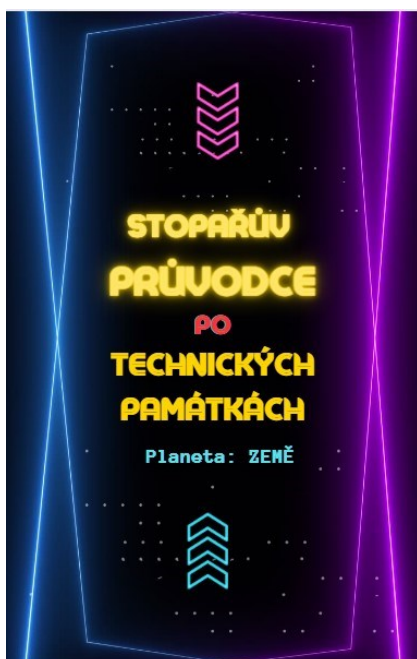 STOPAŘŮV
PRŮVODCE
PO
TECHNICKÝCH
PAMÁTKÁCH
Planeta: ZEMĚ